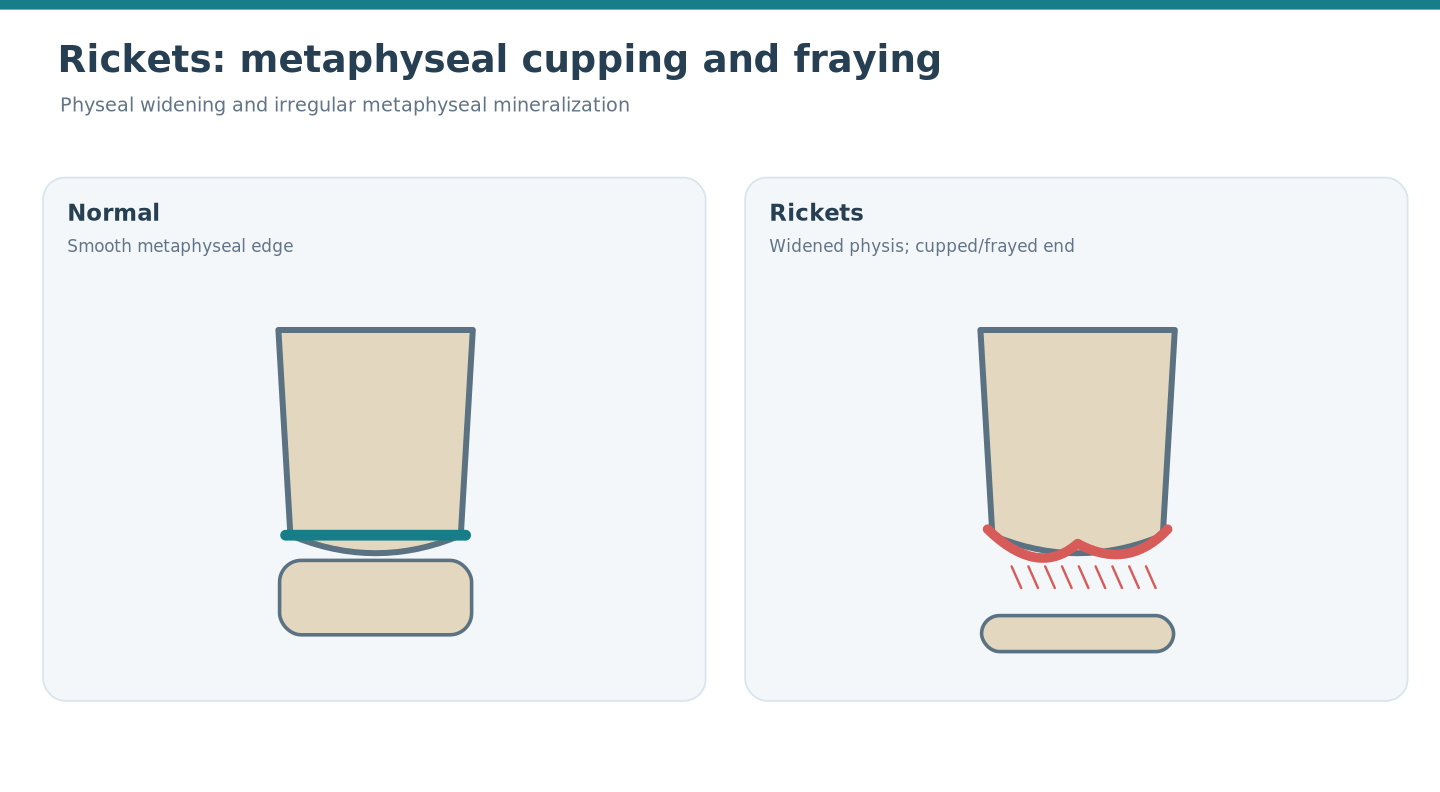 Rickets: metaphyseal cupping and fraying
Physeal widening and irregular metaphyseal mineralization
Normal
Smooth metaphyseal edge
Rickets
Widened physis; cupped/frayed end